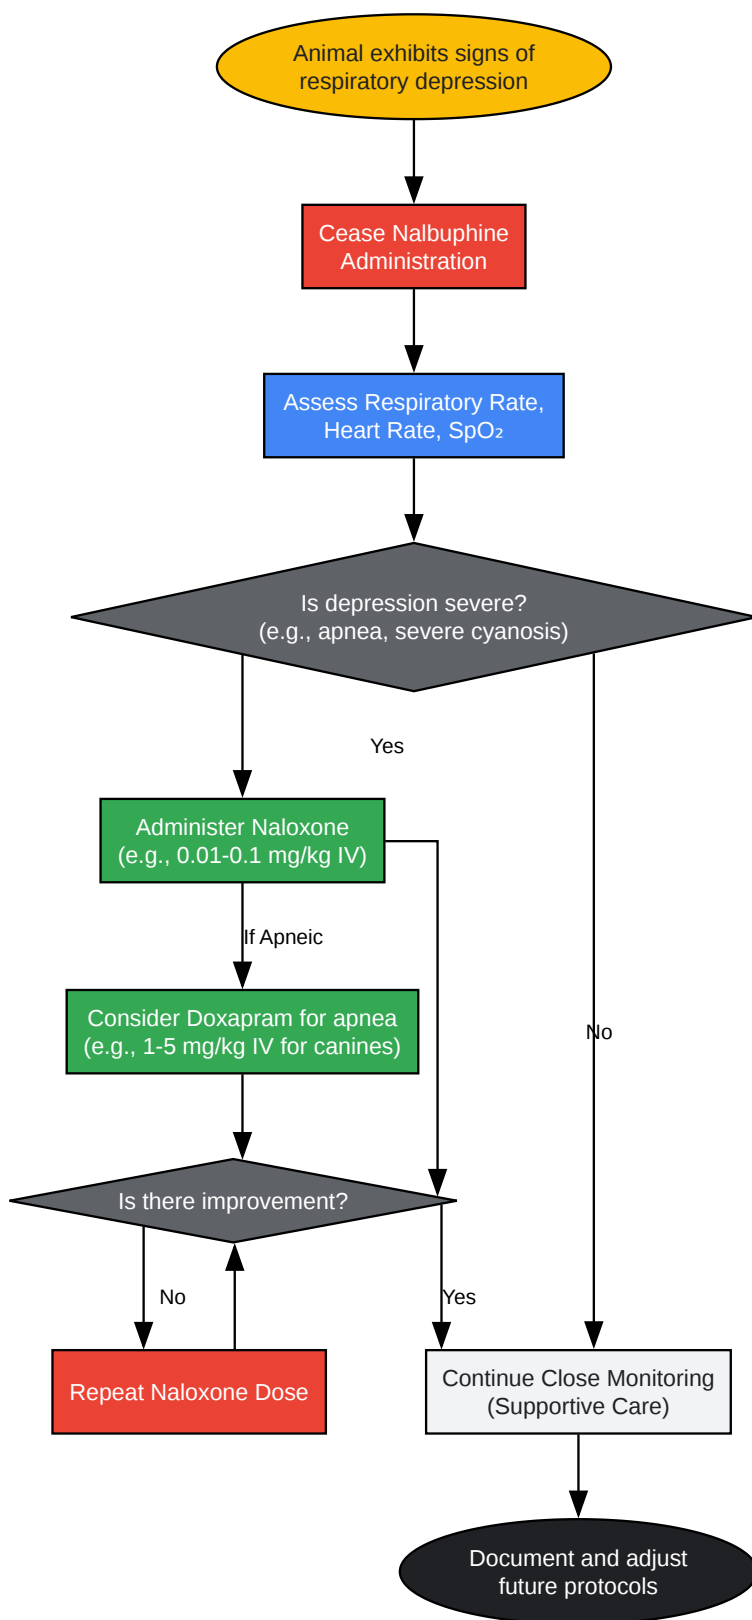 Animal exhibits signs of
respiratory depression
Cease Nalbuphine
Administration
Assess Respiratory Rate,
Heart Rate, SpO₂
Is depression severe?
(e.g., apnea, severe cyanosis)
Yes
Administer Naloxone
(e.g., 0.01-0.1 mg/kg IV)
If Apneic
Consider Doxapram for apnea
(e.g., 1-5 mg/kg IV for canines)
No
Is there improvement?
No
Yes
Repeat Naloxone Dose
Continue Close Monitoring
(Supportive Care)
Document and adjust
future protocols